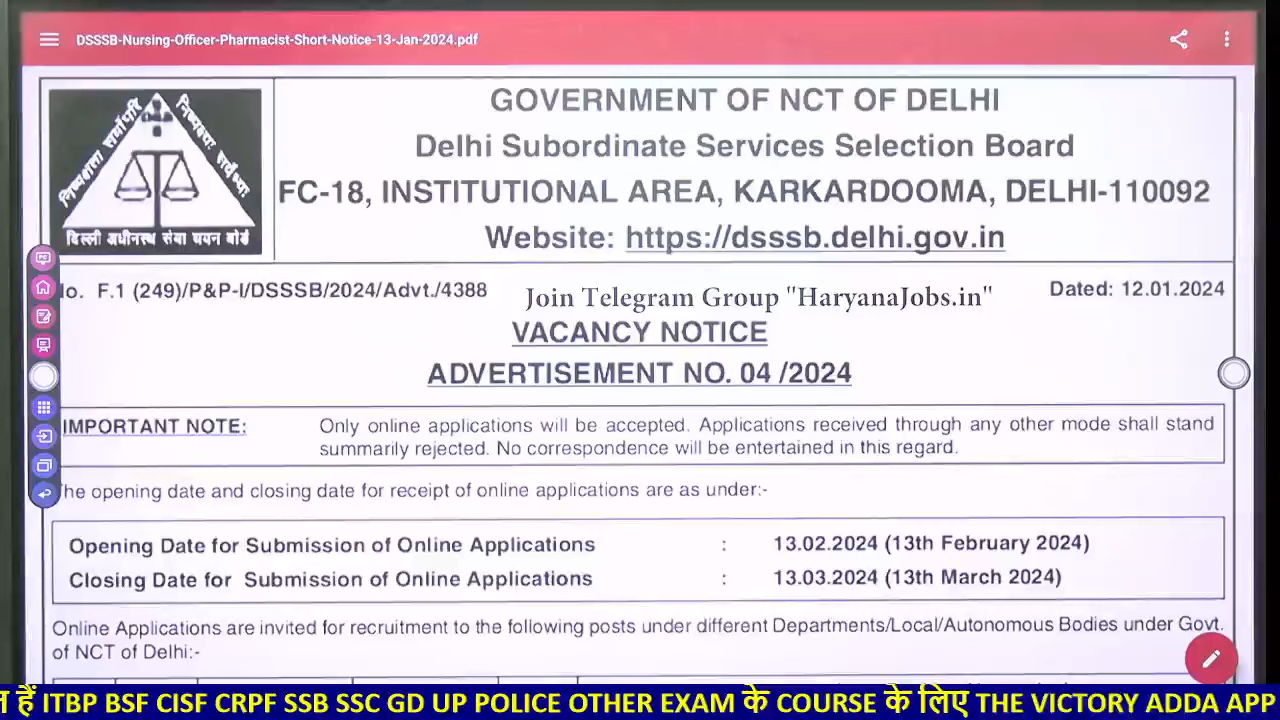 DSSSB-Nursing-Officer-Pharmacist-Short-Notice-13-Jan-2024.pdf
निष्पक्षता सर्वोपरि
दिल्ली अधीनस्थ सेवा चयन बोर्ड
GOVERNMENT OF NCT OF DELHI
Delhi Subordinate Services Selection Board
FC-18, INSTITUTIONAL AREA, KARKARDOOMA, DELHI-110092
Website: https://dsssb.delhi.gov.in
lo. F.1 (249)/P&P-I/DSSSB/2024/Advt./4388
Join Telegram Group "HaryanaJobs.in"
Dated: 12.01.2024
VACANCY NOTICE
ADVERTISEMENT NO. 04 /2024
IMPORTANT NOTE: Only online applications will be accepted. Applications received through any other mode shall stand
summarily rejected. No correspondence will be entertained in this regard.
he opening date and closing date for receipt of online applications are as under:-
Opening Date for Submission of Online Applications : 13.02.2024 (13th February 2024)
Closing Date for Submission of Online Applications : 13.03.2024 (13th March 2024)
Online Applications are invited for recruitment to the following posts under different Departments/Local/Autonomous Bodies under Govt.
of NCT of Delhi:-
हैं ITBP BSF CISF CRPF SSB SSC GD UP POLICE OTHER EXAM के COURSE के लिए THE VICTORY ADDA APP